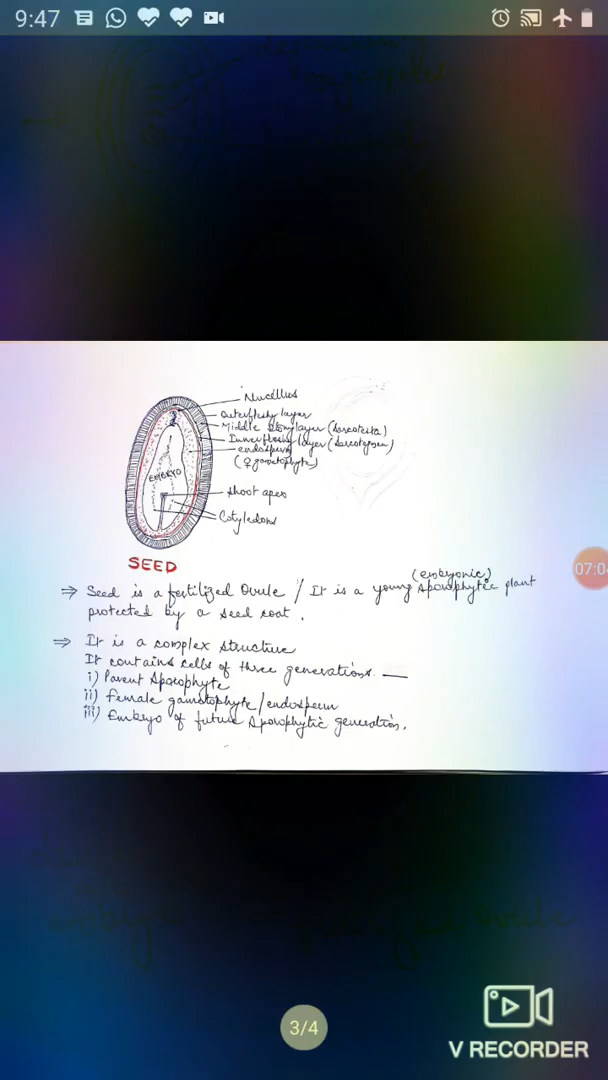 9:47
Nucellus
Outerfleshy layer
Middle Stony layer (Sarcotesta)
Inner fleshy layer (Sarcotegmen)
endosperm
(♀ gametophyte)
EMBRYO
Shoot apex
Cotyledons
SEED
(embryonic)
⇒ Seed is a fertilized Ovule / It is a young Sporophytic plant
protected by a seed coat.
07:04
⇒ It is a complex structure
It contains cells of three generations —
i) Parent Sporophyte
ii) Female gametophyte/endosperm
iii) Embryo of future Sporophytic generation.
Ovule
3/4
V RECORDER